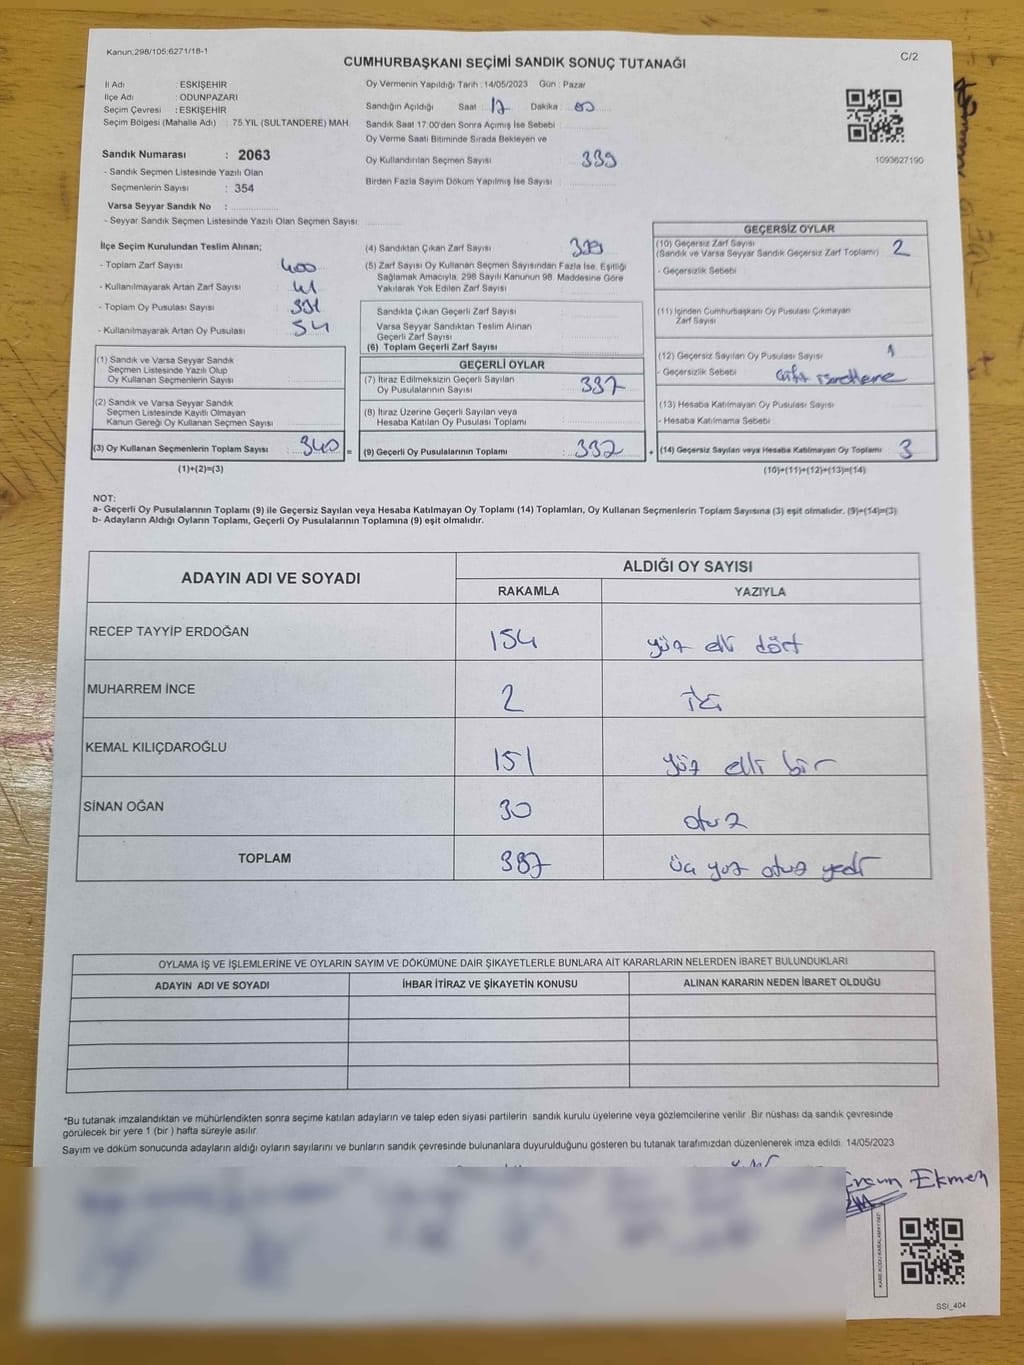 Kanun.298/105;6271/18-1
C/2
CUMHURBAŞKANI SEÇİMİ SANDIK SONUÇ TUTANAĞI
İl Adı : ESKİŞEHİR
İlçe Adı : ODUNPAZARI
Seçim Çevresi : ESKİŞEHİR
Seçim Bölgesi (Mahalle Adı) : 75.YIL (SULTANDERE) MAH.
Sandık Numarası : 2063
- Sandık Seçmen Listesinde Yazılı Olan
Seçmenlerin Sayısı : 354
Varsa Seyyar Sandık No :
- Seyyar Sandık Seçmen Listesinde Yazılı Olan Seçmen Sayısı:
Oy Vermenin Yapıldığı Tarih : 14/05/2023 Gün : Pazar
Sandığın Açıldığı Saat : 17 Dakika : 00
Sandık Saat 17:00'den Sonra Açımış İse Sebebi :
Oy Verme Saati Bitiminde Sırada Bekleyen ve
Oy Kullandırılan Seçmen Sayısı : 339
Birden Fazla Sayım Döküm Yapılmış İse Sayısı :
1093627190
İlçe Seçim Kurulundan Teslim Alınan;
- Toplam Zarf Sayısı : 400
- Kullanılmayarak Artan Zarf Sayısı : 41
- Toplam Oy Pusulası Sayısı : 391
- Kullanılmayarak Artan Oy Pusulası : 54
(1) Sandık ve Varsa Seyyar Sandık
Seçmen Listesinde Yazılı Olup
Oy Kullanan Seçmenlerin Sayısı :
(2) Sandık ve Varsa Seyyar Sandık
Seçmen Listesinde Kayıtlı Olmayan
Kanun Gereği Oy Kullanan Seçmen Sayısı :
(3) Oy Kullanan Seçmenlerin Toplam Sayısı : 340 =
(1)+(2)=(3)
(4) Sandıktan Çıkan Zarf Sayısı : 339
(5) Zarf Sayısı Oy Kullanan Seçmen Sayısından Fazla İse, Eşitliği
Sağlamak Amacıyla, 298 Sayılı Kanunun 98. Maddesine Göre
Yakılarak Yok Edilen Zarf Sayısı :
Sandıkta Çıkan Geçerli Zarf Sayısı :
Varsa Seyyar Sandıktan Teslim Alınan
Geçerli Zarf Sayısı :
(6) Toplam Geçerli Zarf Sayısı :
GEÇERLİ OYLAR
(7) İtiraz Edilmeksizin Geçerli Sayılan
Oy Pusulalarının Sayısı : 337
(8) İtiraz Üzerine Geçerli Sayılan veya
Hesaba Katılan Oy Pusulası Toplamı :
(9) Geçerli Oy Pusulalarının Toplamı : 337 +
GEÇERSİZ OYLAR
(10) Geçersiz Zarf Sayısı : 2
(Sandık ve Varsa Seyyar Sandık Geçersiz Zarf Toplamı)
- Geçersizlik Sebebi :
(11) İçinden Cumhurbaşkanı Oy Pusulası Çıkmayan
Zarf Sayısı :
(12) Geçersiz Sayılan Oy Pusulası Sayısı : 1
- Geçersizlik Sebebi : çift işaretleme
(13) Hesaba Katılmayan Oy Pusulası Sayısı :
- Hesaba Katılmama Sebebi :
(14) Geçersiz Sayılan veya Hesaba Katılmayan Oy Toplamı : 3
(10)+(11)+(12)+(13)=(14)
NOT:
a- Geçerli Oy Pusulalarının Toplamı (9) ile Geçersiz Sayılan veya Hesaba Katılmayan Oy Toplamı (14) Toplamları, Oy Kullanan Seçmenlerin Toplam Sayısına (3) eşit olmalıdır. (9)+(14)=(3)
b- Adayların Aldığı Oyların Toplamı, Geçerli Oy Pusulalarının Toplamına (9) eşit olmalıdır.
ADAYIN ADI VE SOYADI ALDIĞI OY SAYISI
RAKAMLA YAZIYLA
RECEP TAYYİP ERDOĞAN 154 yüz elli dört
MUHARREM İNCE 2 iki
KEMAL KILIÇDAROĞLU 151 yüz elli bir
SİNAN OĞAN 30 otuz
TOPLAM 337 üç yüz otuz yedi
OYLAMA İŞ VE İŞLEMLERİNE VE OYLARIN SAYIM VE DÖKÜMÜNE DAİR ŞİKAYETLERLE BUNLARA AİT KARARLARIN NELERDEN İBARET BULUNDUKLARI
ADAYIN ADI VE SOYADI İHBAR İTİRAZ VE ŞİKAYETİN KONUSU ALINAN KARARIN NEDEN İBARET OLDUĞU
*Bu tutanak imzalandıktan ve mühürlendikten sonra seçime katılan adayların ve talep eden siyasi partilerin sandık kurulu üyelerine veya gözlemcilerine verilir. Bir nüshası da sandık çevresinde
görülecek bir yere 1 (bir ) hafta süreyle asılır.
Sayım ve döküm sonucunda adayların aldığı oyların sayılarını ve bunların sandık çevresinde bulunanlara duyurulduğunu gösteren bu tutanak tarafımızdan düzenlenerek imza edildi. 14/05/2023
Ekmen
KARE KODU KARALAMAYINIZ!
SSI_404